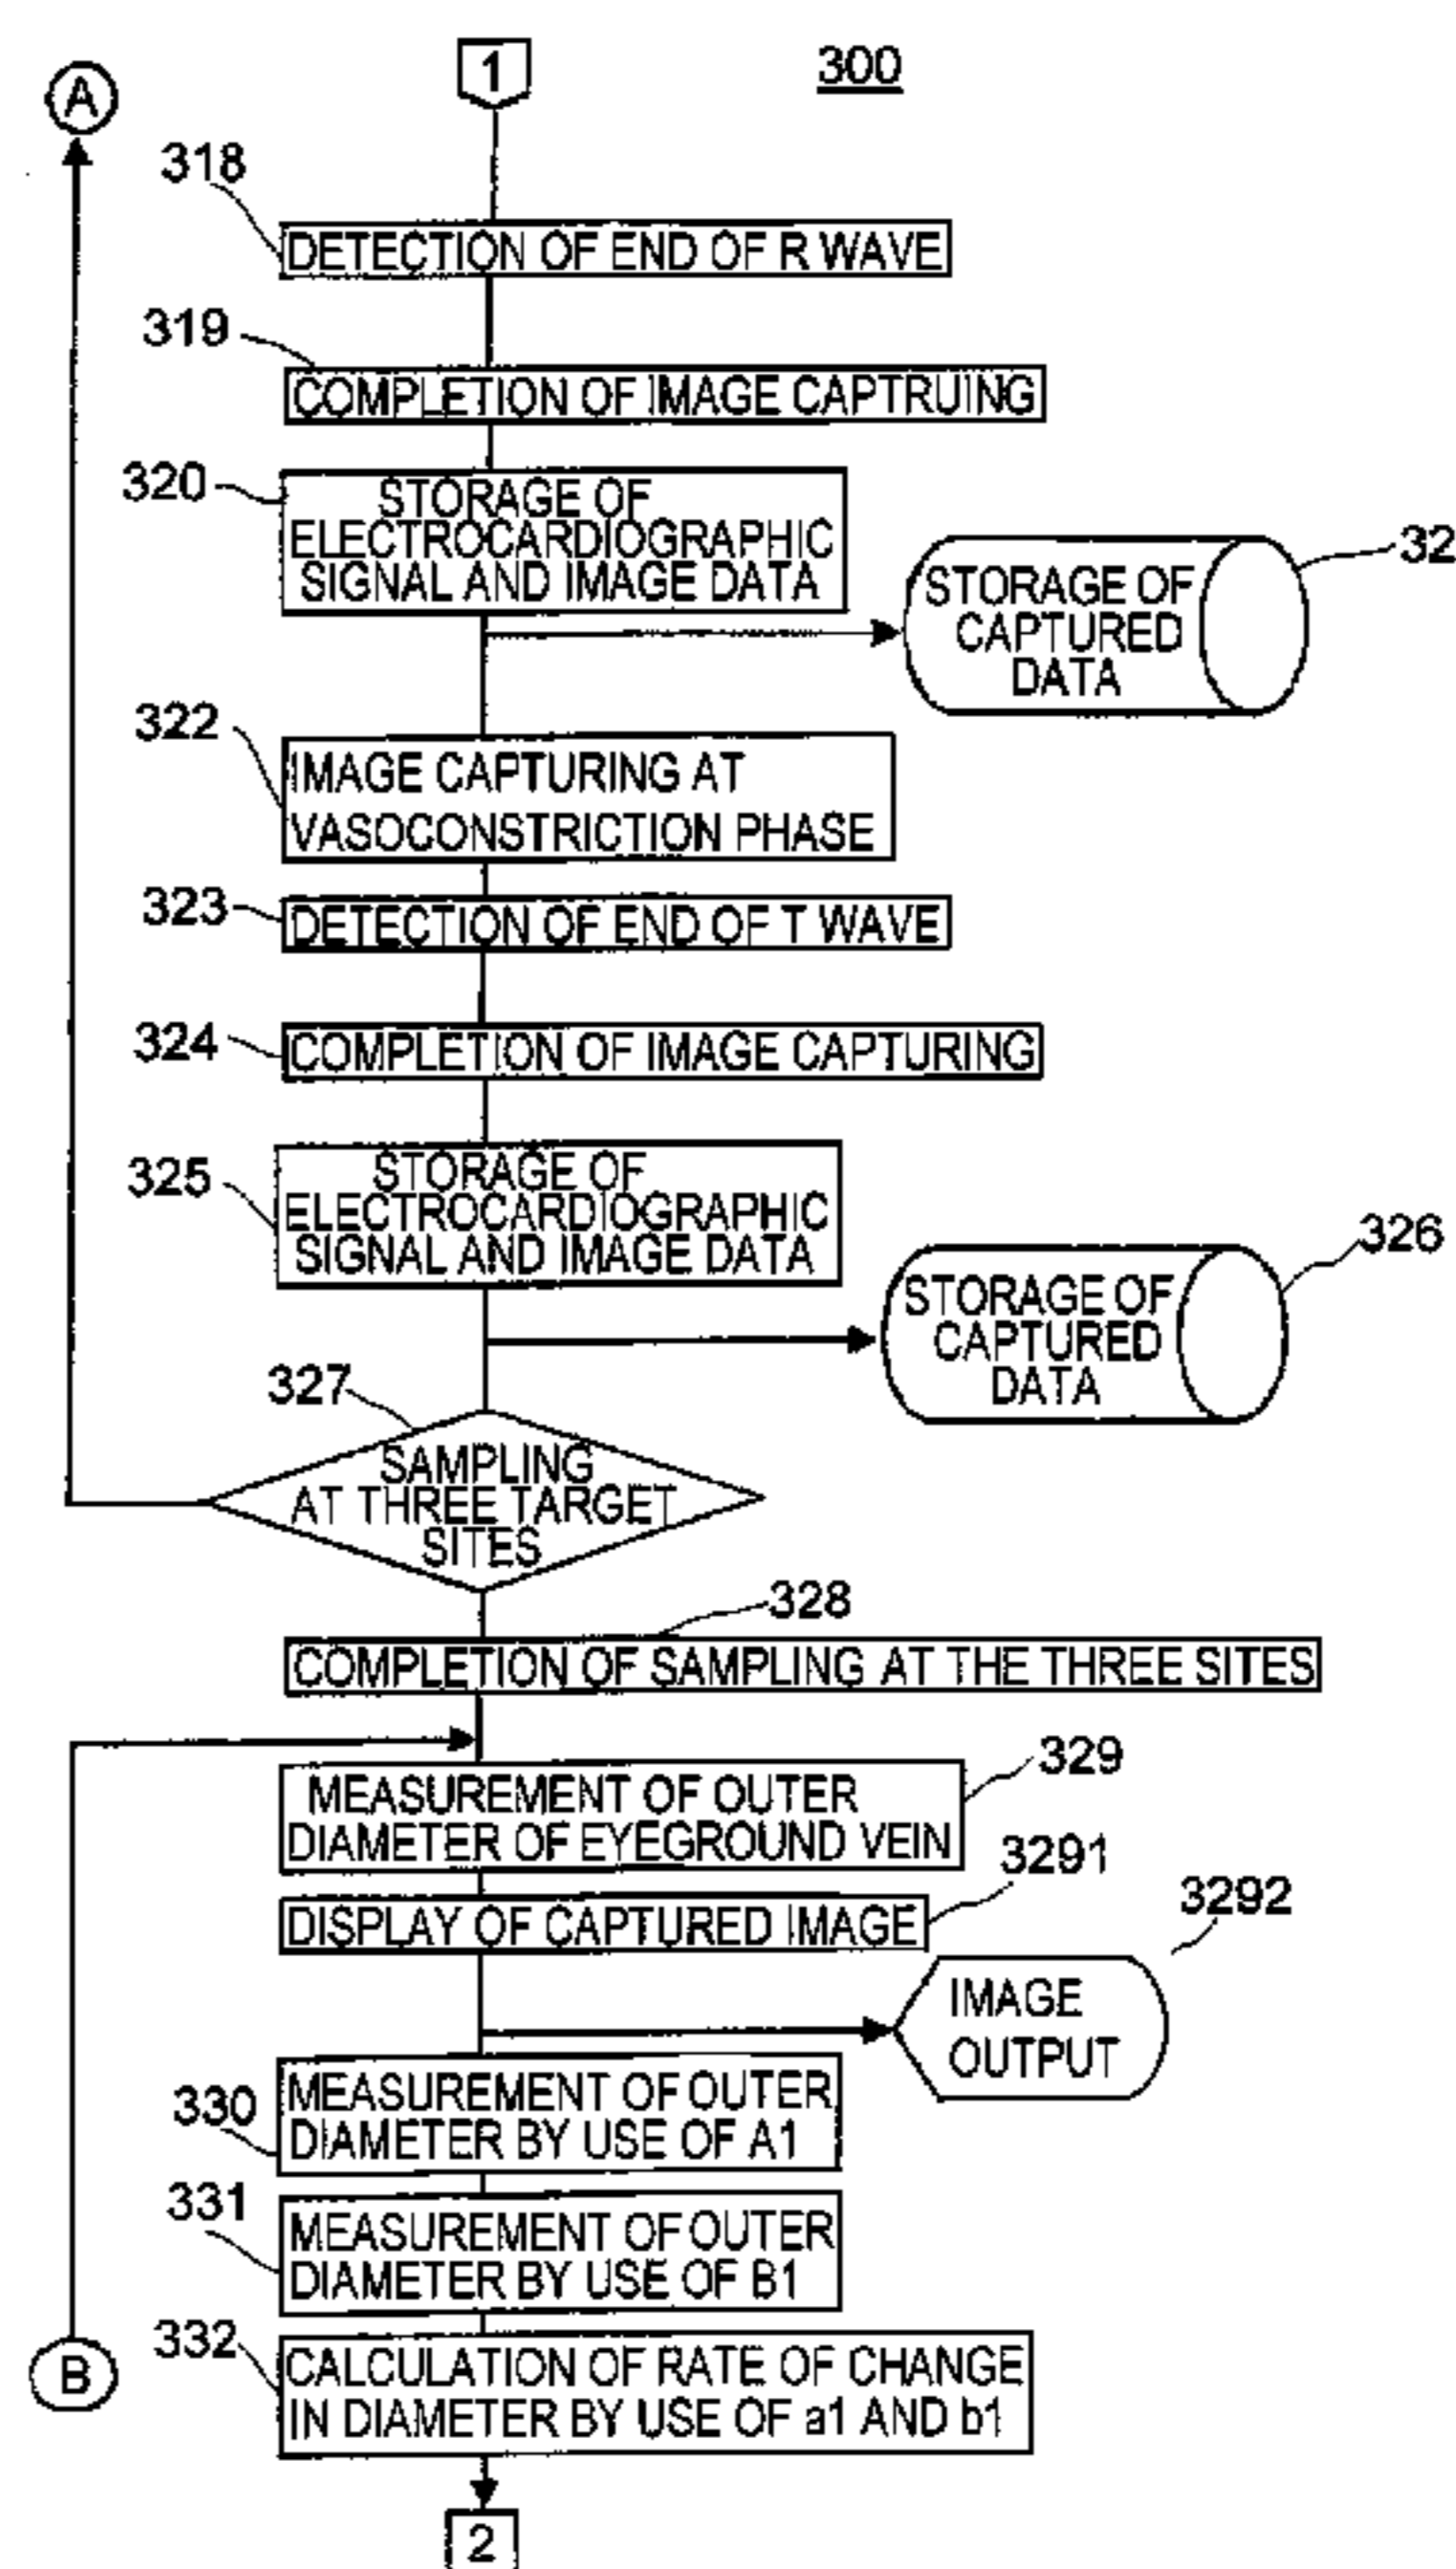 1
300
A
318
DETECTION OF END OF R WAVE
319
COMPLETION OF IMAGE CAPTRUING
320
STORAGE OF
ELECTROCARDIOGRAPHIC
SIGNAL AND IMAGE DATA
32
STORAGE OF
CAPTURED
DATA
322
IMAGE CAPTURING AT
VASOCONSTRICTION PHASE
323
DETECTION OF END OF T WAVE
324
COMPLETION OF IMAGE CAPTURING
325
STORAGE OF
ELECTROCARDIOGRAPHIC
SIGNAL AND IMAGE DATA
326
STORAGE OF
CAPTURED
DATA
327
SAMPLING
AT THREE TARGET
SITES
328
COMPLETION OF SAMPLING AT THE THREE SITES
329
MEASUREMENT OF OUTER
DIAMETER OF EYEGROUND VEIN
3291
DISPLAY OF CAPTURED IMAGE
3292
IMAGE
OUTPUT
330
MEASUREMENT OF OUTER
DIAMETER BY USE OF A1
331
MEASUREMENT OF OUTER
DIAMETER BY USE OF B1
332
CALCULATION OF RATE OF CHANGE
IN DIAMETER BY USE OF a1 AND b1
B
2